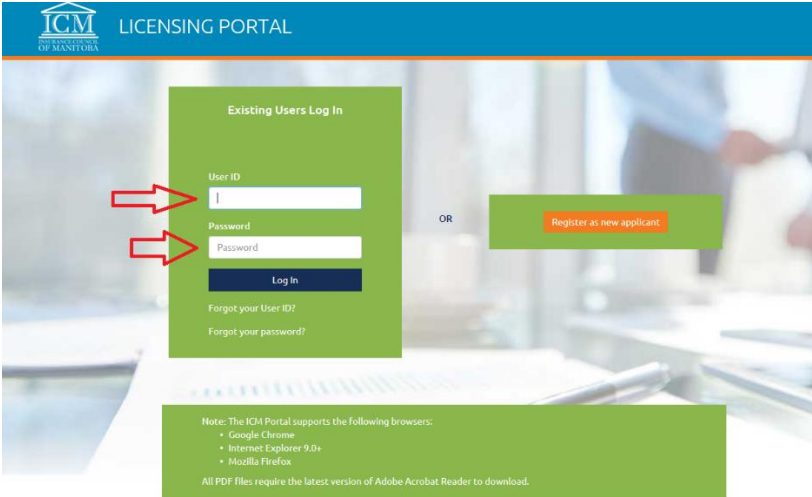 ICM
INSURANCE COUNCIL
OF MANITOBA
LICENSING PORTAL
Existing Users Log In
User ID
Password
Password
Log In
Forgot your User ID?
Forgot your password?
OR
Register as new applicant
Note: The ICM Portal supports the following browsers:
• Google Chrome
• Internet Explorer 9.0+
• Mozilla Firefox
All PDF files require the latest version of Adobe Acrobat Reader to download.